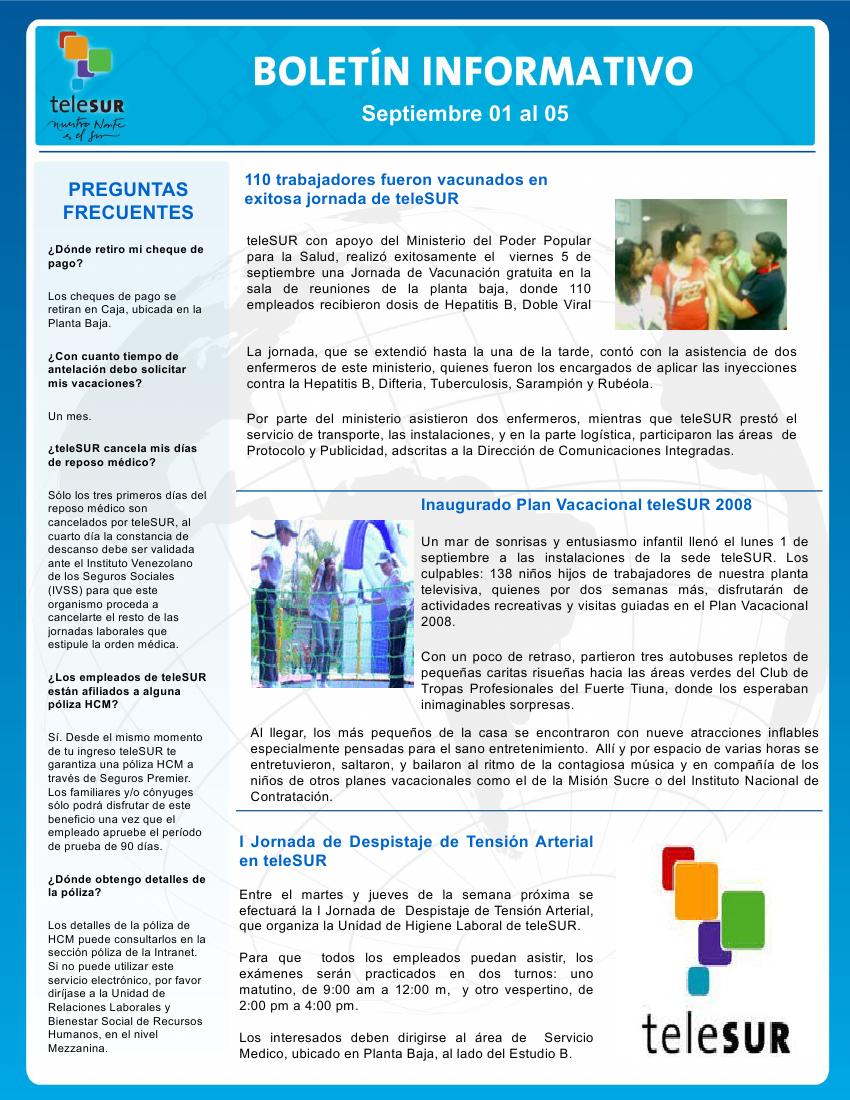 teleSUR
nuestro Norte
es el Sur
BOLETÍN INFORMATIVO
Septiembre 01 al 05
PREGUNTAS
FRECUENTES
¿Dónde retiro mi cheque de
pago?
Los cheques de pago se
retiran en Caja, ubicada en la
Planta Baja.
¿Con cuanto tiempo de
antelación debo solicitar
mis vacaciones?
Un mes.
¿teleSUR cancela mis días
de reposo médico?
Sólo los tres primeros días del
reposo médico son
cancelados por teleSUR, al
cuarto día la constancia de
descanso debe ser validada
ante el Instituto Venezolano
de los Seguros Sociales
(IVSS) para que este
organismo proceda a
cancelarte el resto de las
jornadas laborales que
estipule la orden médica.
¿Los empleados de teleSUR
están afiliados a alguna
póliza HCM?
Sí. Desde el mismo momento
de tu ingreso teleSUR te
garantiza una póliza HCM a
través de Seguros Premier.
Los familiares y/o cónyuges
sólo podrá disfrutar de este
beneficio una vez que el
empleado apruebe el período
de prueba de 90 días.
¿Dónde obtengo detalles de
la póliza?
Los detalles de la póliza de
HCM puede consultarlos en la
sección póliza de la Intranet.
Si no puede utilizar este
servicio electrónico, por favor
diríjase a la Unidad de
Relaciones Laborales y
Bienestar Social de Recursos
Humanos, en el nivel
Mezzanina.
110 trabajadores fueron vacunados en
exitosa jornada de teleSUR
teleSUR con apoyo del Ministerio del Poder Popular
para la Salud, realizó exitosamente el viernes 5 de
septiembre una Jornada de Vacunación gratuita en la
sala de reuniones de la planta baja, donde 110
empleados recibieron dosis de Hepatitis B, Doble Viral
La jornada, que se extendió hasta la una de la tarde, contó con la asistencia de dos
enfermeros de este ministerio, quienes fueron los encargados de aplicar las inyecciones
contra la Hepatitis B, Difteria, Tuberculosis, Sarampión y Rubéola.
Por parte del ministerio asistieron dos enfermeros, mientras que teleSUR prestó el
servicio de transporte, las instalaciones, y en la parte logística, participaron las áreas de
Protocolo y Publicidad, adscritas a la Dirección de Comunicaciones Integradas.
Inaugurado Plan Vacacional teleSUR 2008
Un mar de sonrisas y entusiasmo infantil llenó el lunes 1 de
septiembre a las instalaciones de la sede teleSUR. Los
culpables: 138 niños hijos de trabajadores de nuestra planta
televisiva, quienes por dos semanas más, disfrutarán de
actividades recreativas y visitas guiadas en el Plan Vacacional
2008.
Con un poco de retraso, partieron tres autobuses repletos de
pequeñas caritas risueñas hacia las áreas verdes del Club de
Tropas Profesionales del Fuerte Tiuna, donde los esperaban
inimaginables sorpresas.
Al llegar, los más pequeños de la casa se encontraron con nueve atracciones inflables
especialmente pensadas para el sano entretenimiento. Allí y por espacio de varias horas se
entretuvieron, saltaron, y bailaron al ritmo de la contagiosa música y en compañía de los
niños de otros planes vacacionales como el de la Misión Sucre o del Instituto Nacional de
Contratación.
I Jornada de Despistaje de Tensión Arterial
en teleSUR
Entre el martes y jueves de la semana próxima se
efectuará la I Jornada de Despistaje de Tensión Arterial,
que organiza la Unidad de Higiene Laboral de teleSUR.
Para que todos los empleados puedan asistir, los
exámenes serán practicados en dos turnos: uno
matutino, de 9:00 am a 12:00 m, y otro vespertino, de
2:00 pm a 4:00 pm.
Los interesados deben dirigirse al área de Servicio
Medico, ubicado en Planta Baja, al lado del Estudio B.
teleSUR